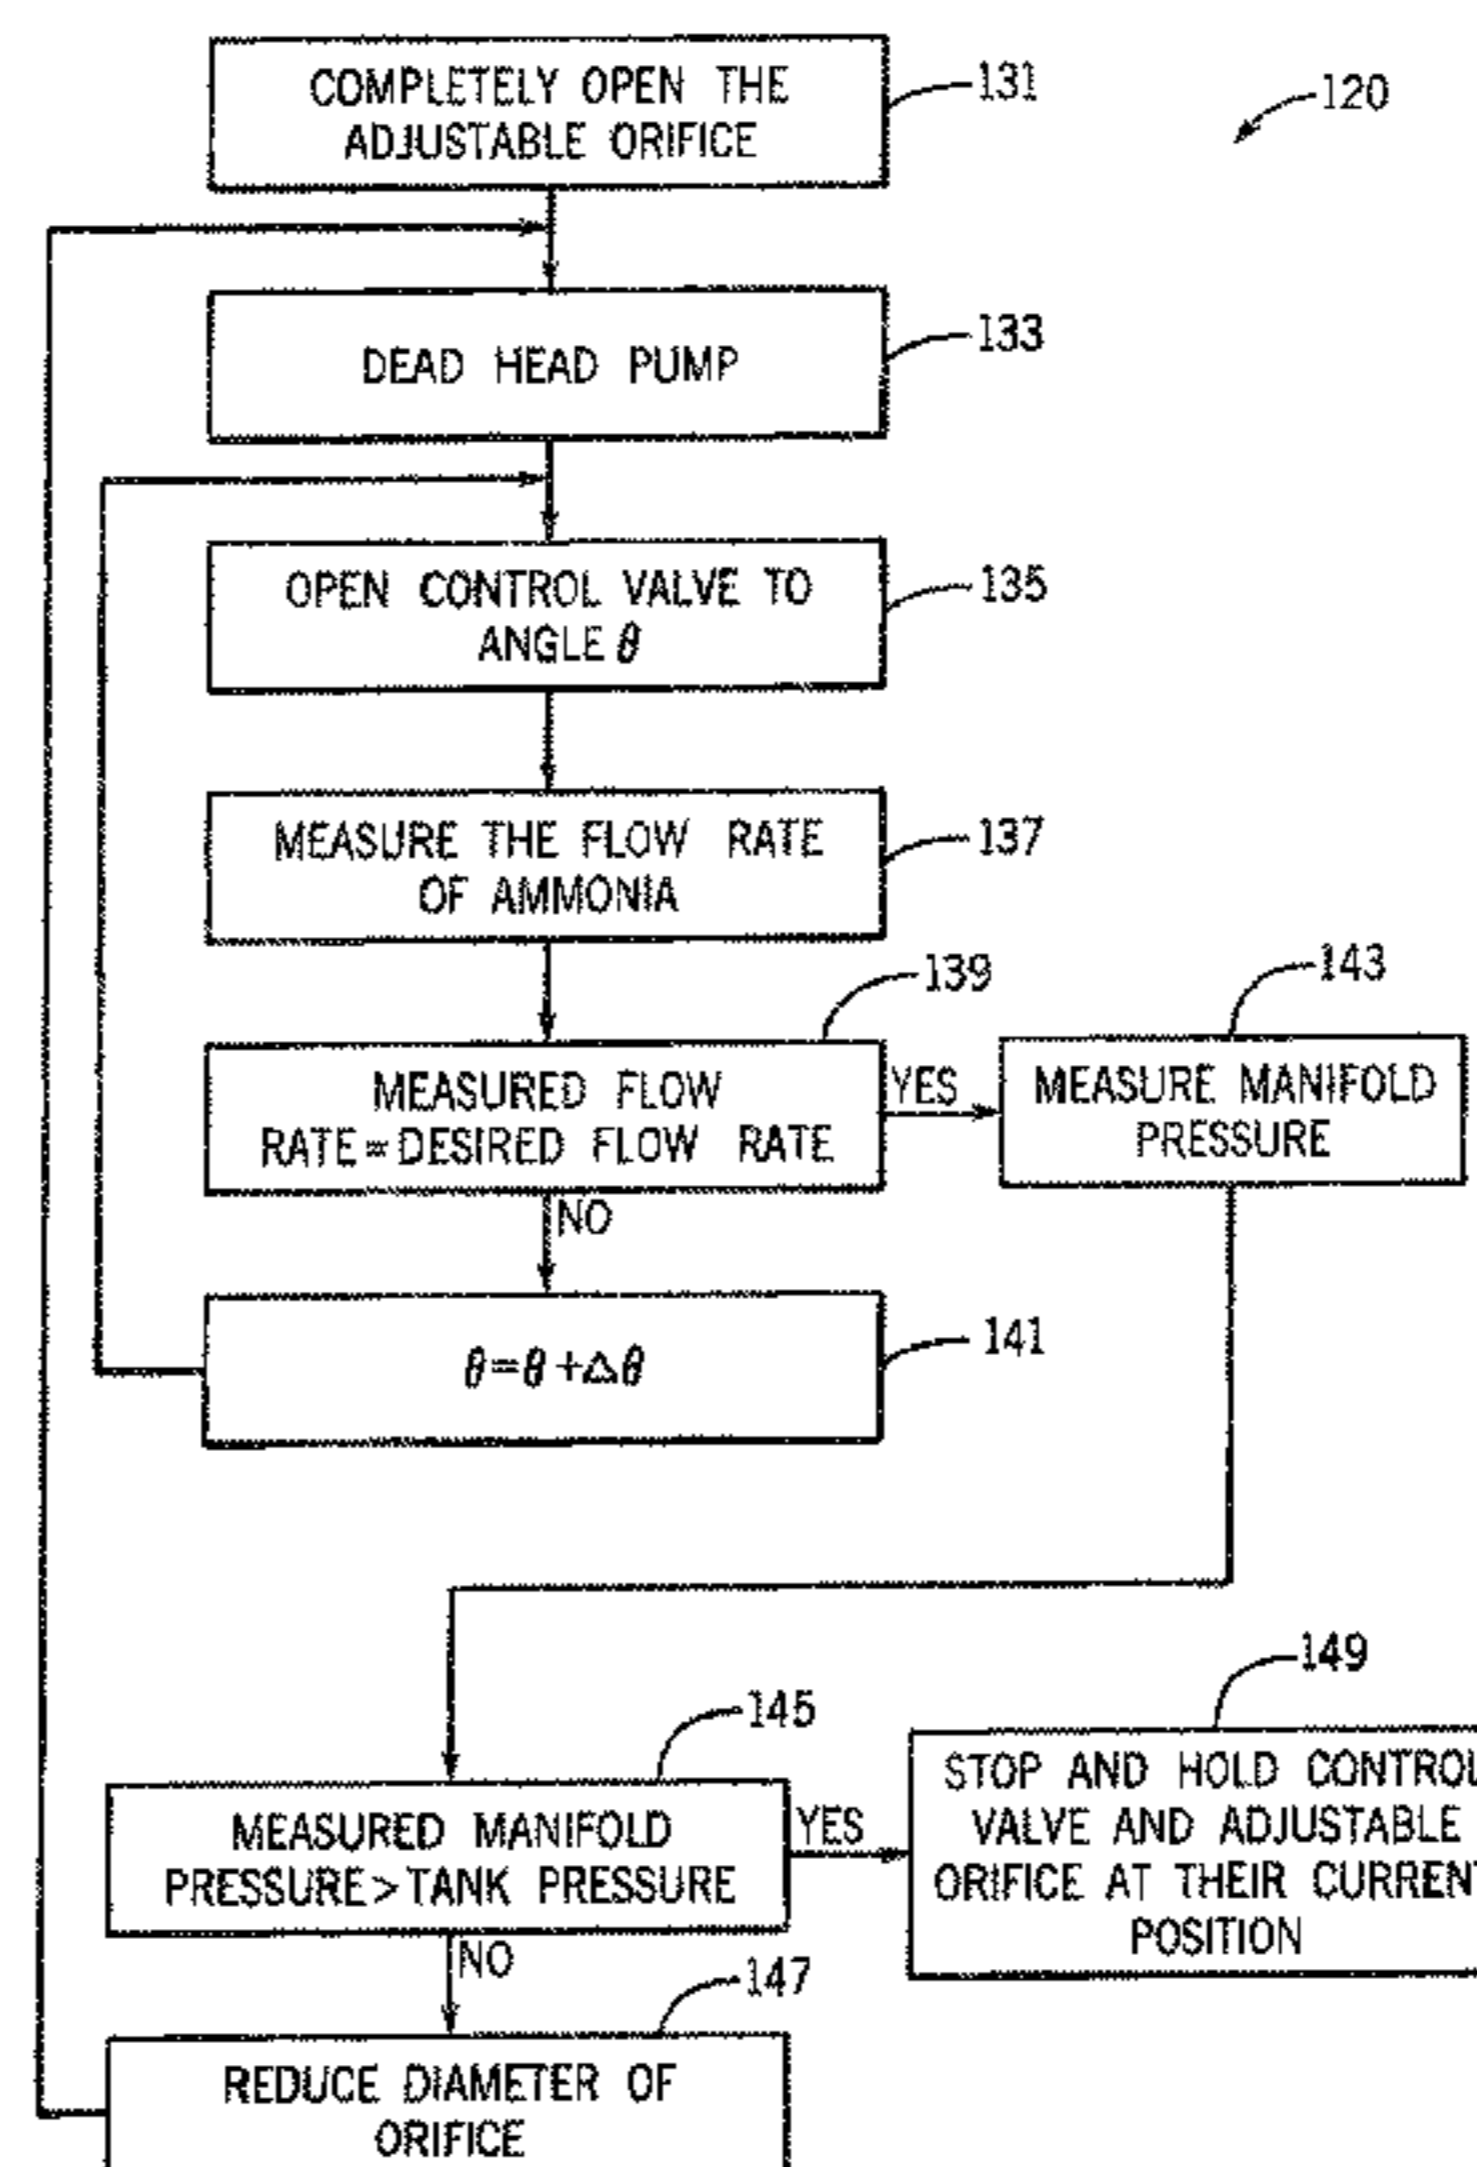 COMPLETELY OPEN THE
ADJUSTABLE ORIFICE
131
120
DEAD HEAD PUMP
133
OPEN CONTROL VALVE TO
ANGLE θ
135
MEASURE THE FLOW RATE
OF AMMONIA
137
139
143
MEASURED FLOW
RATE=DESIRED FLOW RATE
YES
MEASURE MANIFOLD
PRESSURE
NO
θ=θ+△θ
141
149
145
STOP AND HOLD CONTROL
VALVE AND ADJUSTABLE
ORIFICE AT THEIR CURRENT
POSITION
MEASURED MANIFOLD
PRESSURE>TANK PRESSURE
YES
NO
147
REDUCE DIAMETER OF
ORIFICE